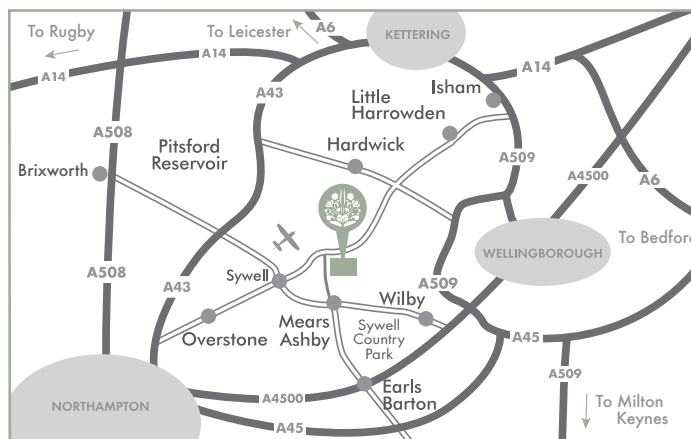 To Rugby
To Leicester
A6
KETTERING
A14
A14
A43
Isham
Little
Harrowden
A508
Pitsford
Reservoir
Hardwick
A509
Brixworth
A4500
A6
WELLINGBOROUGH
To Bedford
A508
A43
Sywell
A509
Overstone
Mears
Ashby
Wilby
Sywell
Country
Park
A45
A509
NORTHAMPTON
A4500
Earls
Barton
A45
To Milton
Keynes